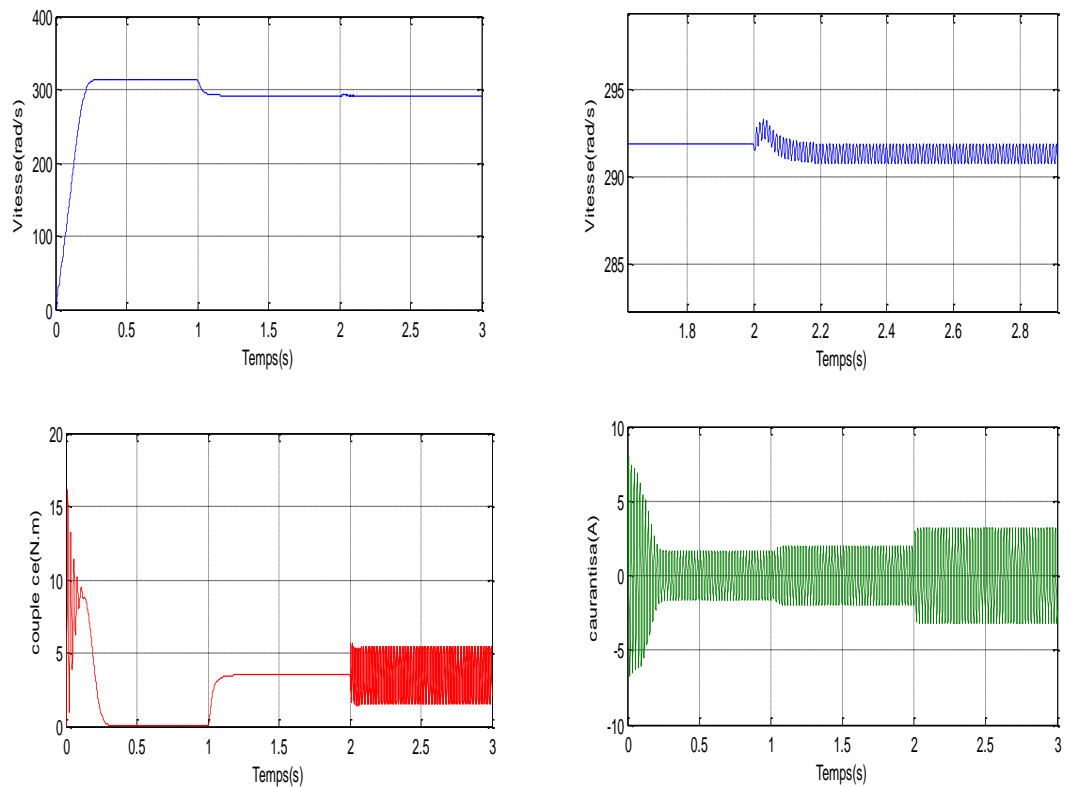 400
300
200
100
0
Vitesse(rad/s)
0 0.5 1 1.5 2 2.5 3
Temps(s)
295
290
285
Vitesse(rad/s)
1.8 2 2.2 2.4 2.6 2.8
Temps(s)
20
15
10
5
0
couple ce(N.m)
0 0.5 1 1.5 2 2.5 3
Temps(s)
10
5
0
-5
-10
caurantisa(A)
0 0.5 1 1.5 2 2.5 3
Temps(s)